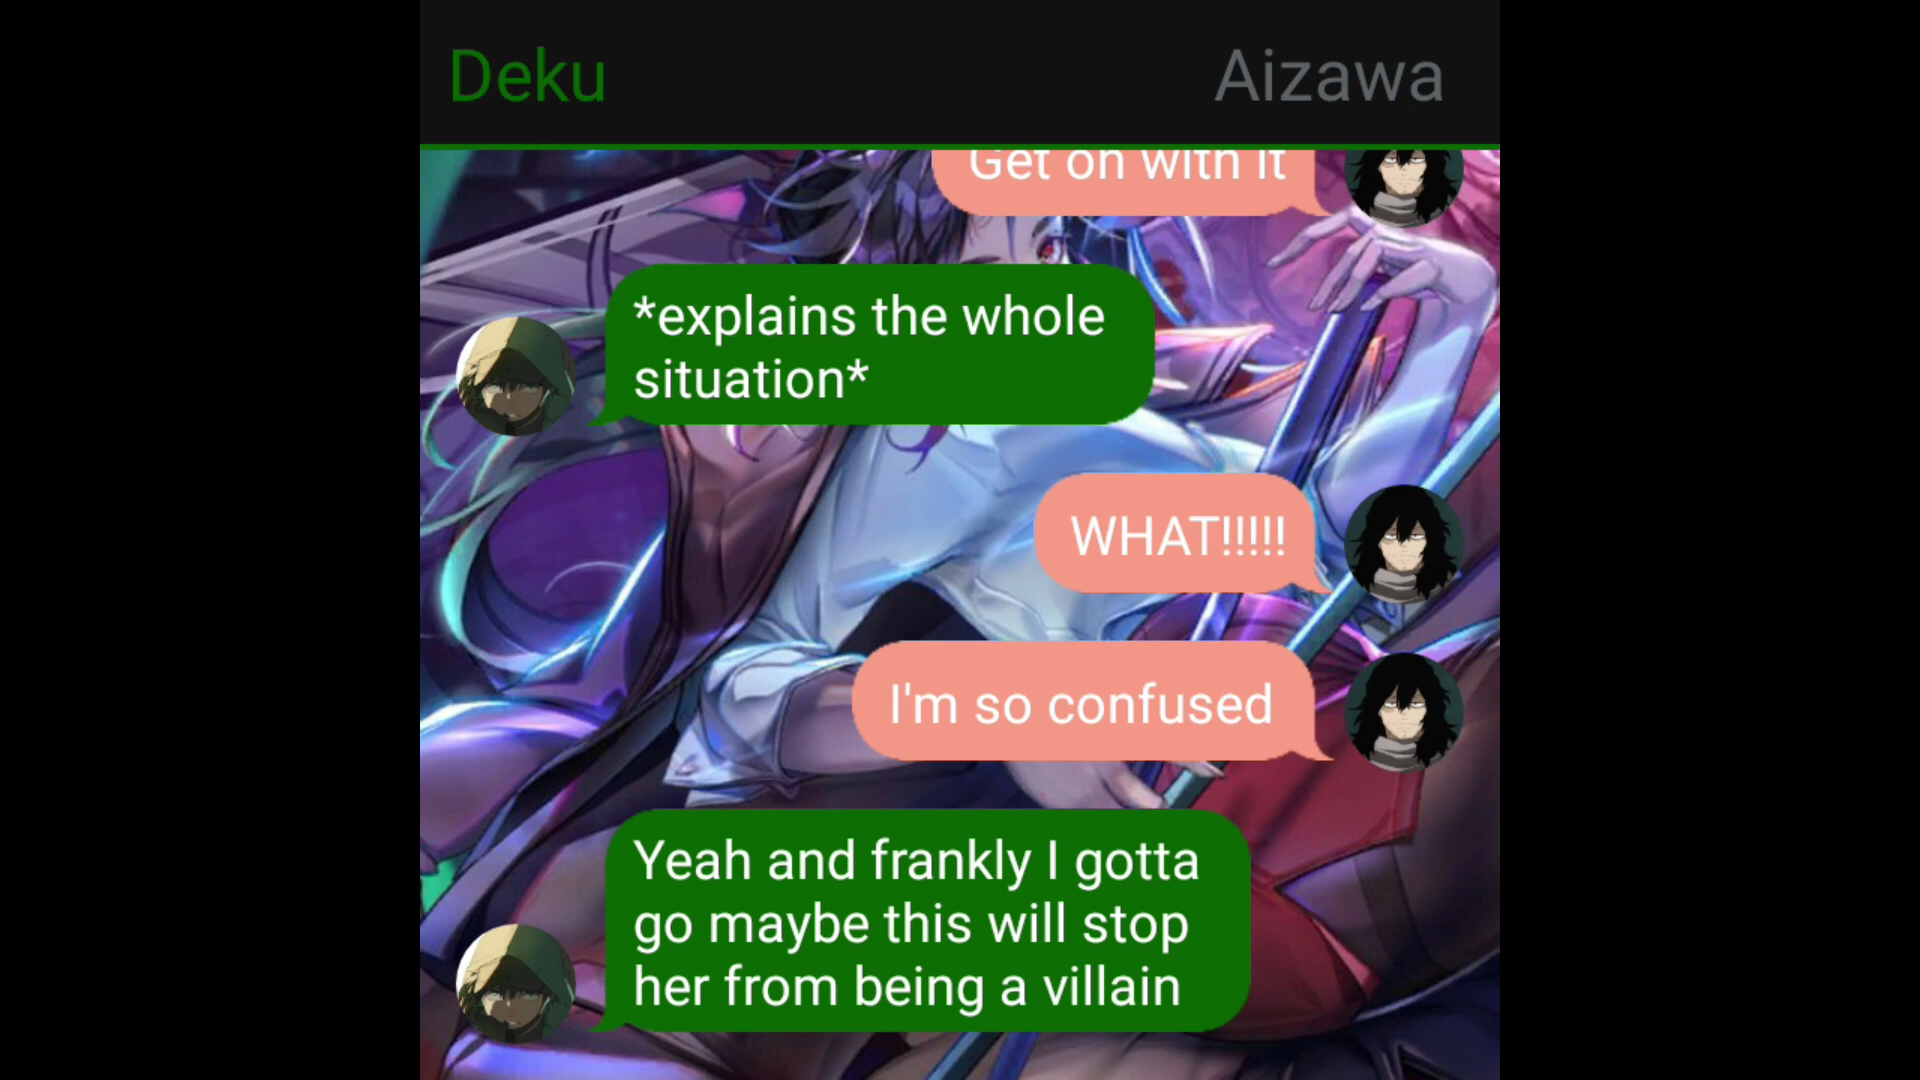 Deku
Aizawa
Get on with it
*explains the whole
situation*
WHAT!!!!!
I'm so confused
Yeah and frankly I gotta
go maybe this will stop
her from being a villain